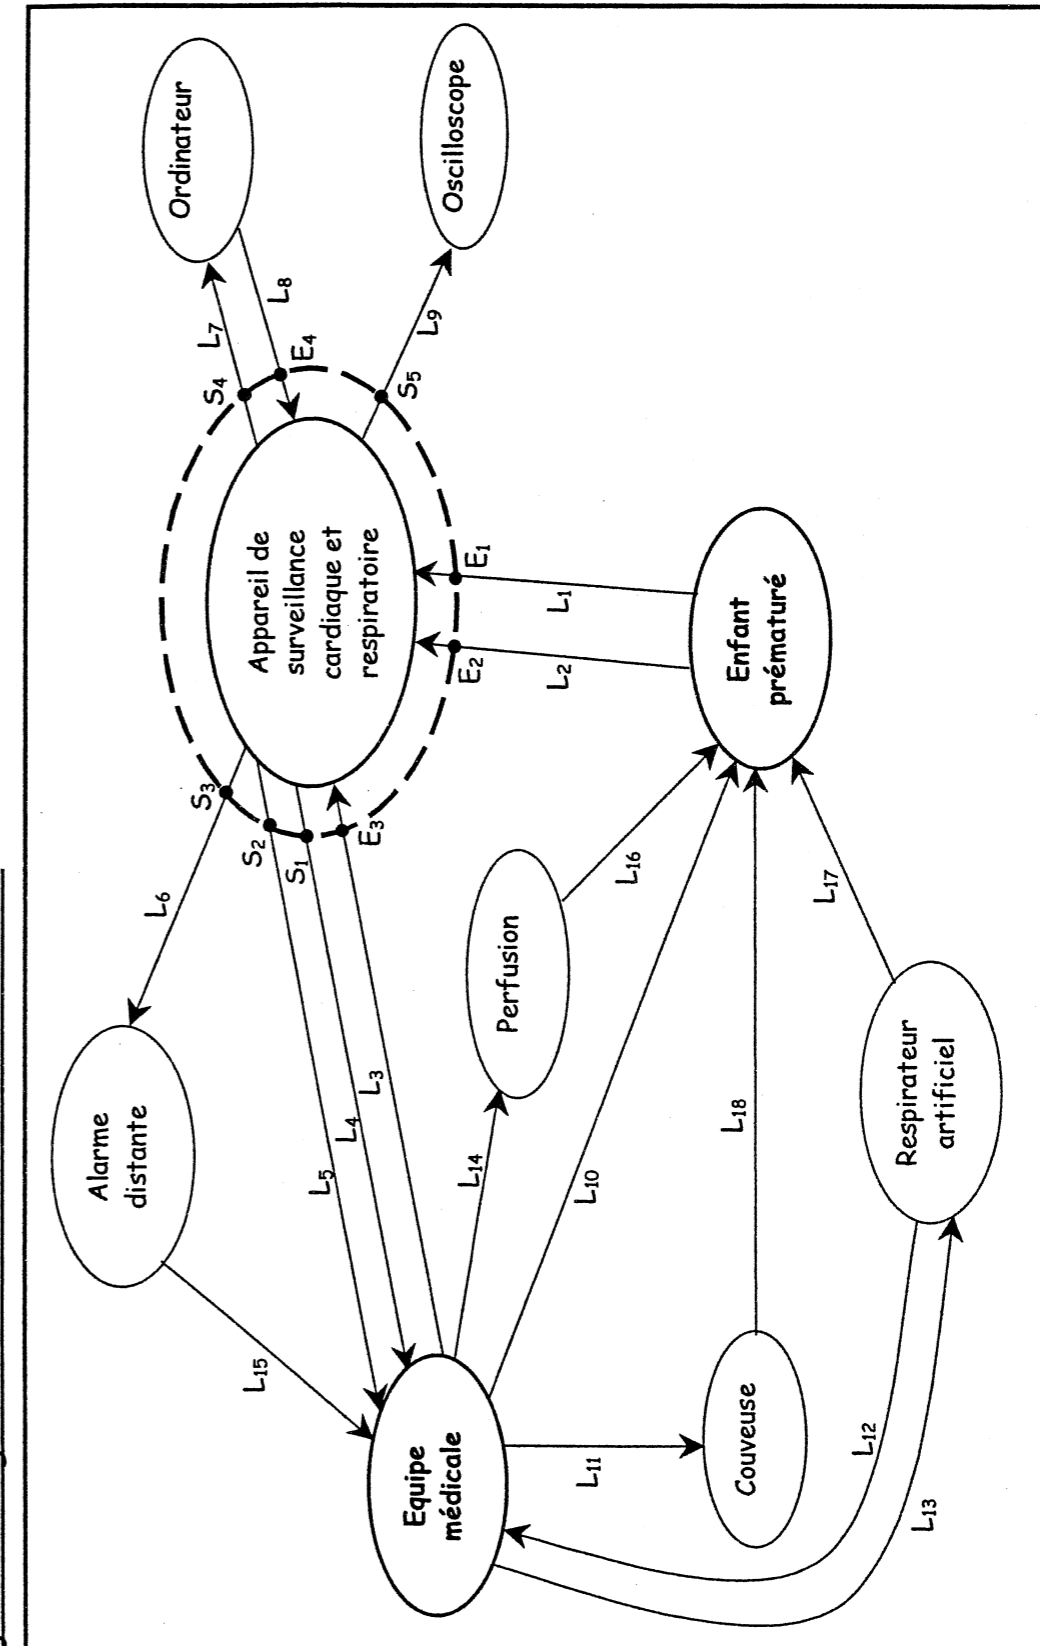 Ordinateur
Oscilloscope
L7
L8
L9
S4
E4
S5
Appareil de
surveillance
cardiaque et
respiratoire
E1
E2
L1
L2
Enfant
prématuré
S3
S2
S1
E3
L6
L5
L4
L3
Alarme
distante
Perfusion
L16
L17
L14
L10
L18
Respirateur
artificiel
L15
Equipe
médicale
L11
Couveuse
L12
L13